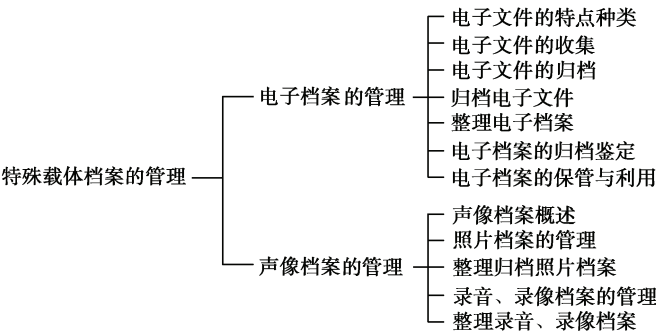 特殊载体档案的管理
电子档案的管理
电子文件的特点种类
电子文件的收集
电子文件的归档
归档电子文件
整理电子档案
电子档案的归档鉴定
电子档案的保管与利用
声像档案的管理
声像档案概述
照片档案的管理
整理归档照片档案
录音、录像档案的管理
整理录音、录像档案